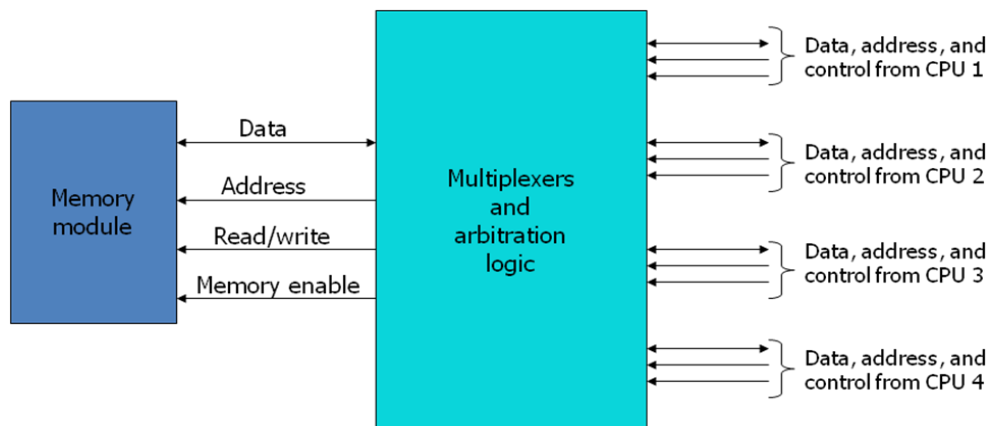 Memory
module
Data
Address
Read/write
Memory enable
Multiplexers
and
arbitration
logic
Data, address, and
control from CPU 1
Data, address, and
control from CPU 2
Data, address, and
control from CPU 3
Data, address, and
control from CPU 4